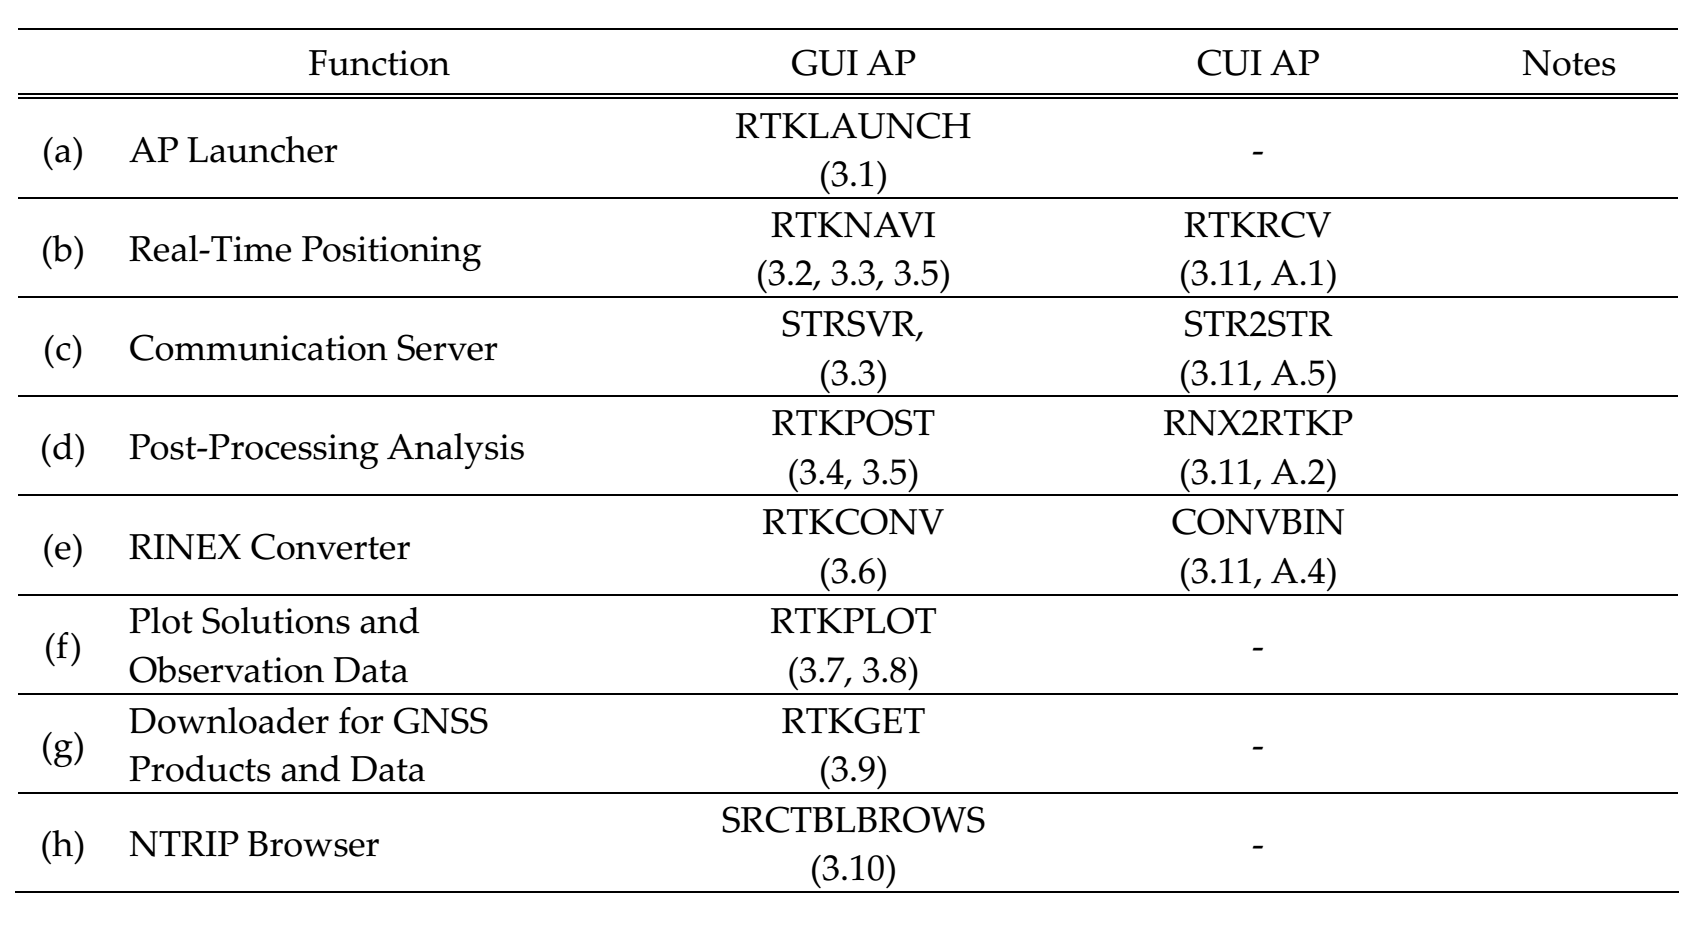 Function GUI AP CUI AP Notes
(a) AP Launcher RTKLAUNCH (3.1) -
(b) Real-Time Positioning RTKNAVI (3.2, 3.3, 3.5) RTKRCV (3.11, A.1)
(c) Communication Server STRSVR, (3.3) STR2STR (3.11, A.5)
(d) Post-Processing Analysis RTKPOST (3.4, 3.5) RNX2RTKP (3.11, A.2)
(e) RINEX Converter RTKCONV (3.6) CONVBIN (3.11, A.4)
(f) Plot Solutions and Observation Data RTKPLOT (3.7, 3.8) -
(g) Downloader for GNSS Products and Data RTKGET (3.9) -
(h) NTRIP Browser SRCTBLBROWS (3.10) -